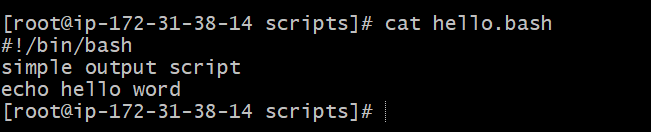 [root@ip-172-31-38-14 scripts]# cat hello.bash
#!/bin/bash
simple output script
echo hello word
[root@ip-172-31-38-14 scripts]#